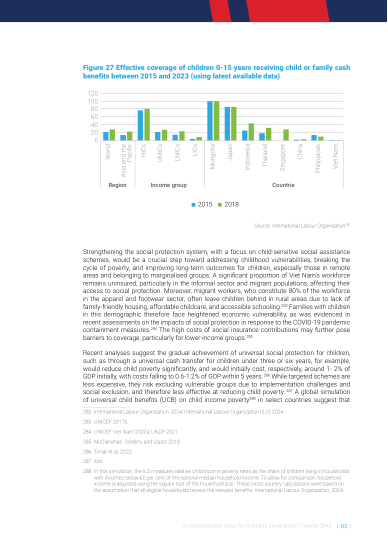 Figure 27 Effective coverage of children 0-15 years receiving child or family cash
benefits between 2015 and 2023 (using latest available data)
120
100
80
60
40
20
0
World
Asia and the Pacific
HICs
UMICs
LMICs
LICs
Mongolia
Japan
Indonesia
Thailand
Singapore
China
Philippines
Viet Nam
Region
Income group
Countrie
2015
2018
Source: International Labour Organisation
Strengthening the social protection system, with a focus on child-sensitive social assistance
schemes, would be a crucial step toward addressing childhood vulnerabilities, breaking the
cycle of poverty, and improving long-term outcomes for children, especially those in remote
areas and belonging to marginalised groups. A significant proportion of Viet Nam's workforce
remains uninsured, particularly in the informal sector and migrant populations, affecting their
access to social protection. Moreover, migrant workers, who constitute 80% of the workforce
in the apparel and footwear sector, often leave children behind in rural areas due to lack of
family-friendly housing, affordable childcare, and accessible schooling.283 Families with children
in this demographic therefore face heightened economic vulnerability, as was evidenced in
recent assessments on the impacts of social protection in response to the COVID-19 pandemic
containment measures.284 The high costs of social insurance contributions may further pose
barriers to coverage, particularly for lower-income groups.285
Recent analyses suggest the gradual achievement of universal social protection for children,
such as through a universal cash transfer for children under three or six years, for example,
would reduce child poverty significantly, and would initially cost, respectively, around 1- 2% of
GDP initially, with costs falling to 0.6-1.2% of GDP within 5 years. 286 While targeted schemes are
less expensive, they risk excluding vulnerable groups due to implementation challenges and
social exclusion, and therefore less effective at reducing child poverty. 287 A global simulation
of universal child benefits (UCB) on child income poverty288 in select countries suggest that
282 International Labour Organization, 2024; International Labour Organization (ILO) 2024
283 UNICEF 2017b
284 UNICEF Viet Nam 2022a; UNDP 2021
285 McClanahan, Gelders, and Lopez 2019
286 Tirrán et al. 2023
287 Ibid
288 In this simulation, the ILO measures relative child income poverty rates as the share of children living in households
with incomes below 60 per cent of the national median household income. To allow for comparison, household
income is adjusted using the square root of the household size. These cross-country calculations were based on
the assumption that all eligible households receive the relevant benefits. International Labour Organization, 2024.
A Comprehensive Vision for Children's Development Towards 2045 | 83 |